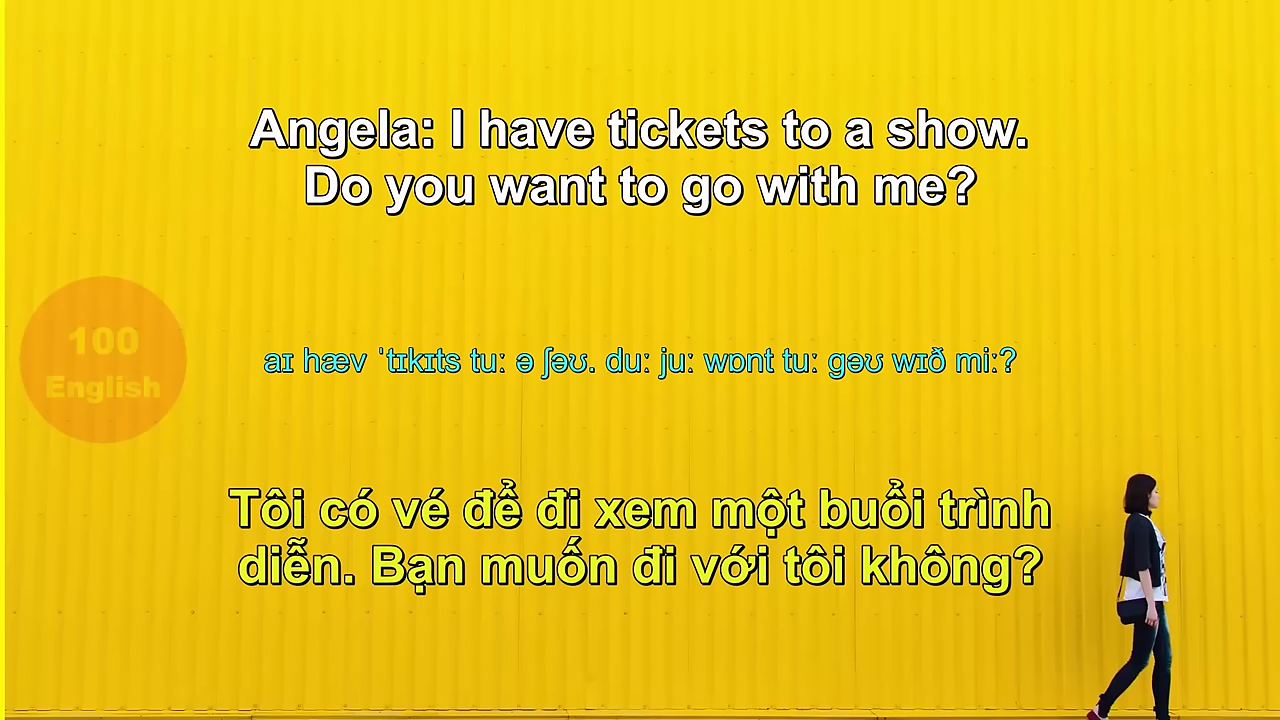 Angela: I have tickets to a show.
Do you want to go with me?
100
English
aɪ hæv ˈtɪkɪts tuː ə ʃəʊ. duː juː wɒnt tuː gəʊ wɪð miː?
Tôi có vé để đi xem một buổi trình
diễn. Bạn muốn đi với tôi không?